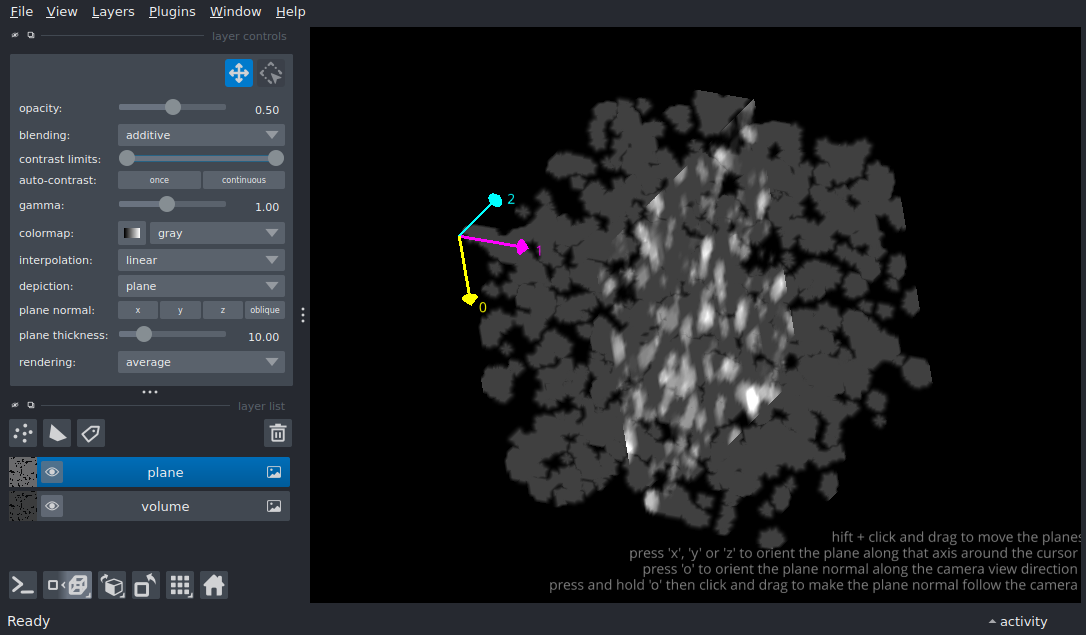 File View Layers Plugins Window Help
layer controls
opacity: 0.50
blending: additive
contrast limits:
auto-contrast: once continuous
gamma: 1.00
colormap: gray
interpolation: linear
depiction: plane
plane normal: x y z oblique
plane thickness: 10.00
rendering: average
layer list
plane
volume
2
1
0
hift + click and drag to move the planes
press 'x', 'y' or 'z' to orient the plane along that axis around the cursor
press 'o' to orient the plane normal along the camera view direction
press and hold 'o' then click and drag to make the plane normal follow the camera
Ready
activity